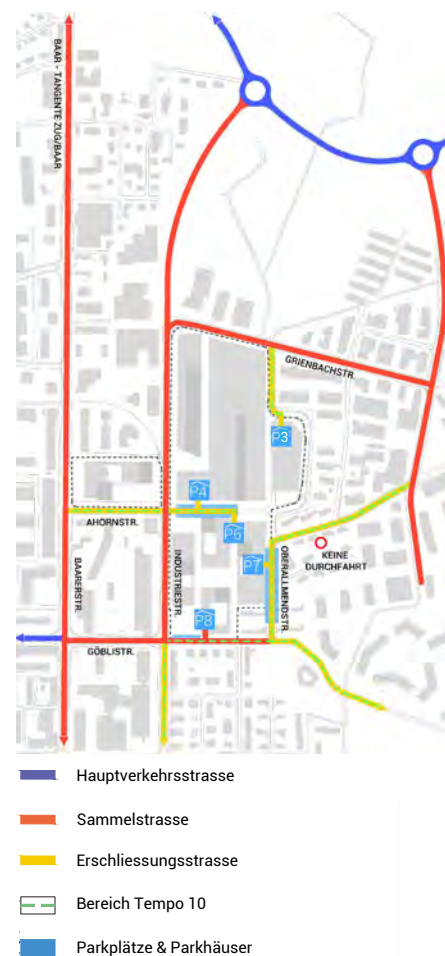 BAAR - TANGENTE ZUG/BAAR.
GRIENBACHSTR.
P3
P4
AHORNSTR.
P6
BAARERSTR.
INDUSTRIESTR.
P7
OBERALLMENDSTR.
KEINE
DURCHFAHRT
P8
GÖBLISTR.
Hauptverkehrsstrasse
Sammelstrasse
Erschliessungsstrasse
Bereich Tempo 10
Parkplätze & Parkhäuser